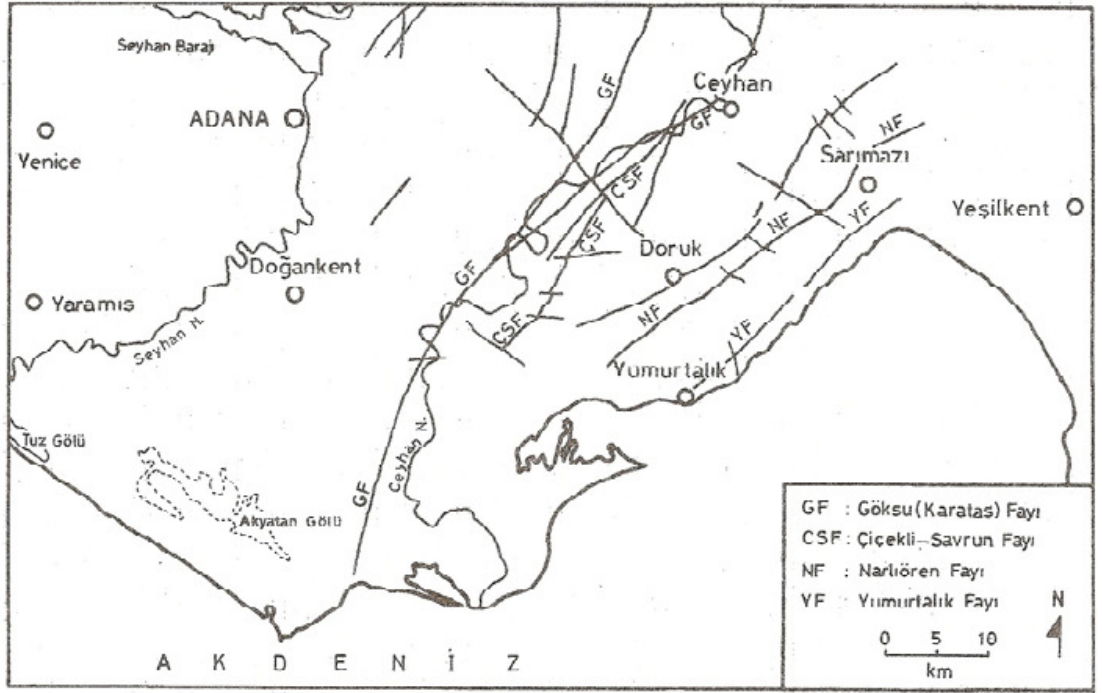 Seyhan Barajı
ADANA
Yenice
GF
Ceyhan
GF
NF
Sarımazı
CSF
Yeşilkent
YF
CSF
NF
Doruk
Doğankent
GF
Yaramış
Seyhan N.
NF
CSF
YF
Yumurtalık
Tuz Gölü
Ceyhan N.
GF
Akyatan Gölü
AKDENİZ
GF : Göksu (Karataş) Fayı
CSF : Çiçekli-Savrun Fayı
NF : Narlıören Fayı
YF : Yumurtalık Fayı
N
0 5 10
km